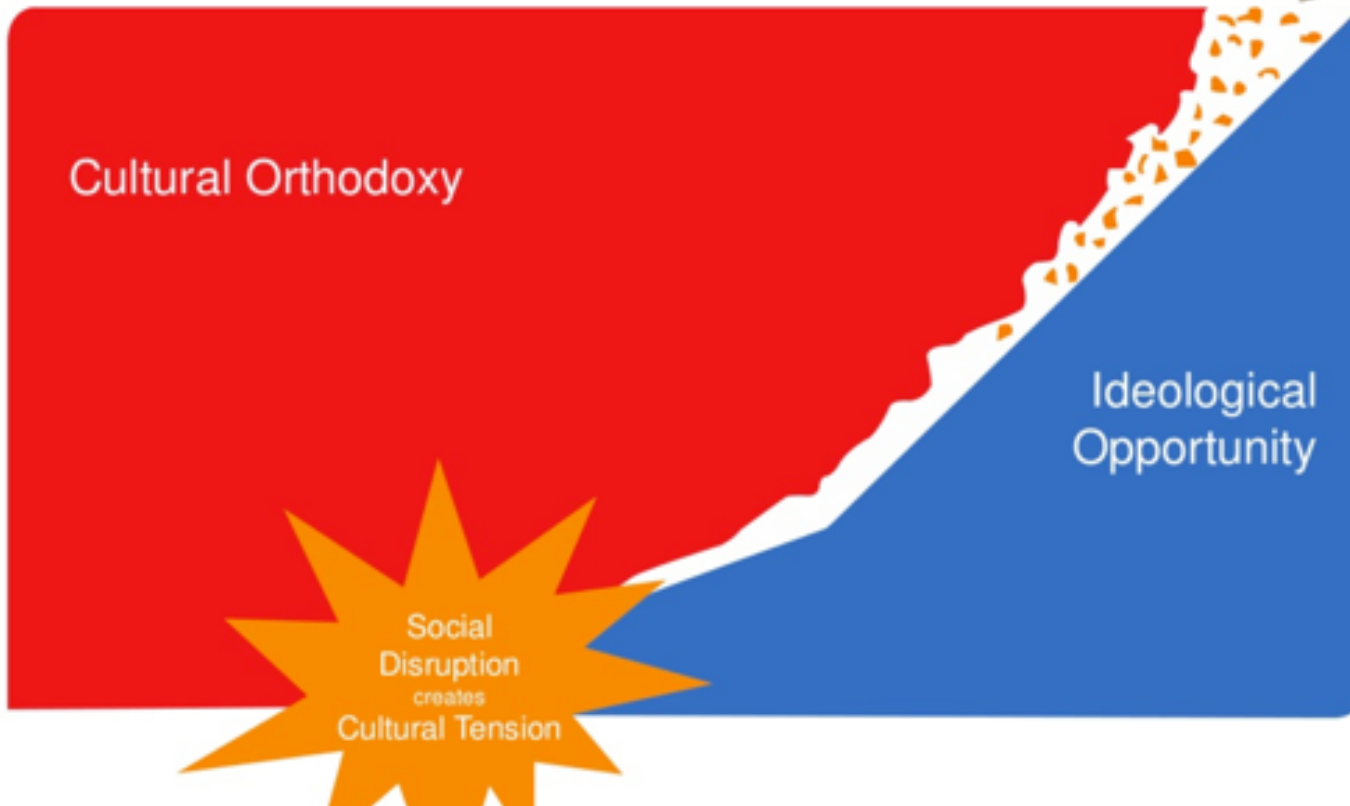 Cultural Orthodoxy
Ideological
Opportunity
Social
Disruption
creates
Cultural Tension